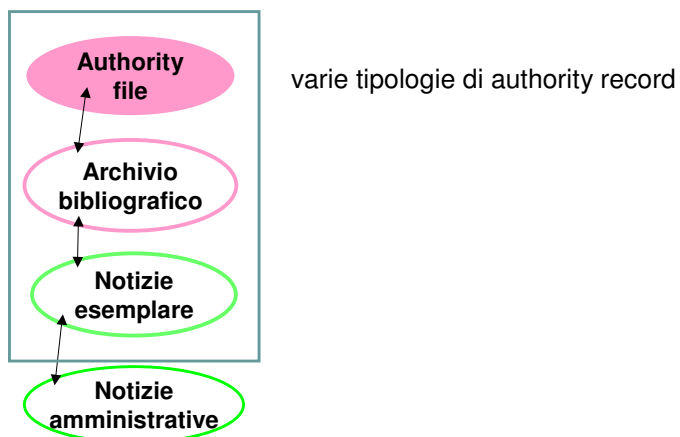 Authority
file
varie tipologie di authority record
Archivio
bibliografico
Notizie
esemplare
Notizie
amministrative